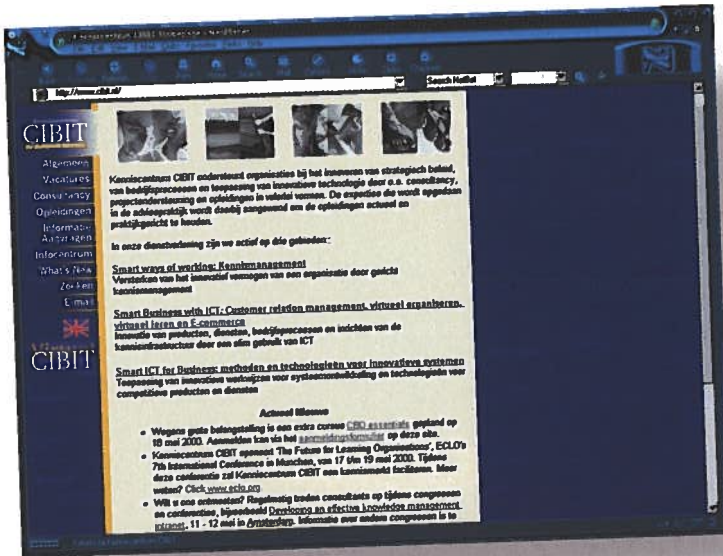 Kenniscentrum CIBIT
http://www.cibit.nl/
Search NetBot
CIBIT
Algemeen
Vacatures
Consultancy
Opleidingen
Informatie
Aanvragen
Infocentrum
What's New
Zoeken
E-mail
CIBIT
Kenniscentrum CIBIT ondersteunt organisaties bij het innoveren van strategisch beleid,
van bedrijfsprocessen en toepassing van innovatieve technologie door o.a. consultancy,
projectondersteuning en opleidingen in velerlei vormen. De expertise die wordt opgedaan
in de adviespraktijk wordt daarbij aangewend om de opleidingen actueel en
praktijkgericht te houden.
In onze dienstverlening zijn we actief op drie gebieden:
Smart ways of working: Kennismanagement
Versterken van het innovatief vermogen van een organisatie door gericht
kennismanagement
Smart Business with ICT: Customer relation management, virtueel organiseren,
virtueel leren en E-commerce
Innovatie van producten, diensten, bedrijfsprocessen en inrichten van de
kennisinfrastructuur door een slim gebruik van ICT
Smart ICT for Business: methoden en technologieën voor innovatieve systemen
Toepassing van innovatieve werkwijzen voor systeemontwikkeling en technologieën voor
competitieve producten en diensten
Actueel Nieuws
• Wegens grote belangstelling is een extra cursus CBD essentials gepland op
18 mei 2000. Aanmelden kan via het aanmeldingsformulier op deze site.
• Kenniscentrum CIBIT sponsort 'The Future for Learning Organisations', ECLO's
7th International Conference in Munchen, van 17 t/m 19 mei 2000. Tijdens
deze conferentie zal Kenniscentrum CIBIT een kennismarkt faciliteren. Meer
weten? Click www.eclo.org
• Wilt u ons ontmoeten? Regelmatig treden consultants op tijdens congressen
en conferenties, bijvoorbeeld Developing an effective knowledge management
intranet, 11 - 12 mei in Amsterdam. Informatie over andere congressen is te